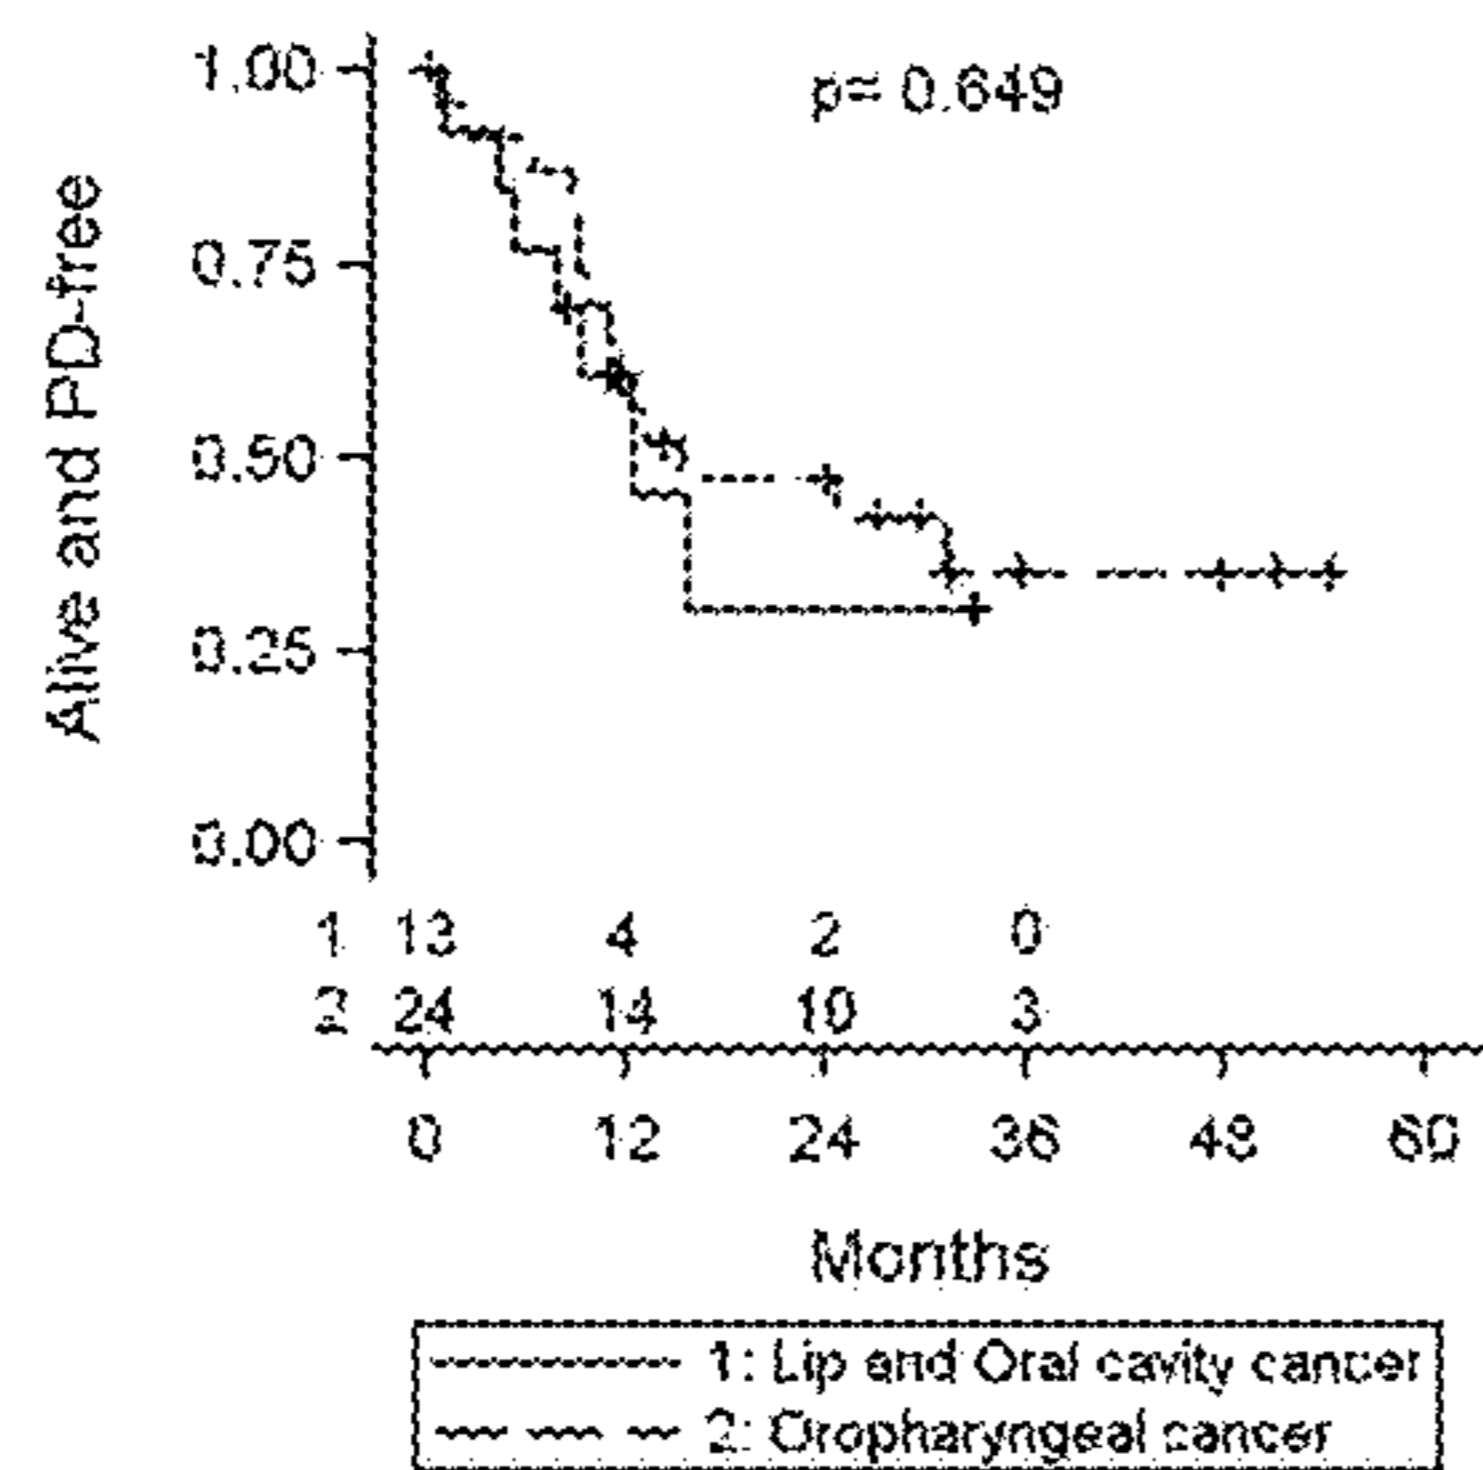 p= 0.649
Alive and PD-free
1.00
0.75
0.50
0.25
0.00
1 13 4 2 0
2 24 14 10 3
0 12 24 36 48 60
Months
1: Lip and Oral cavity cancer
2: Oropharyngeal cancer